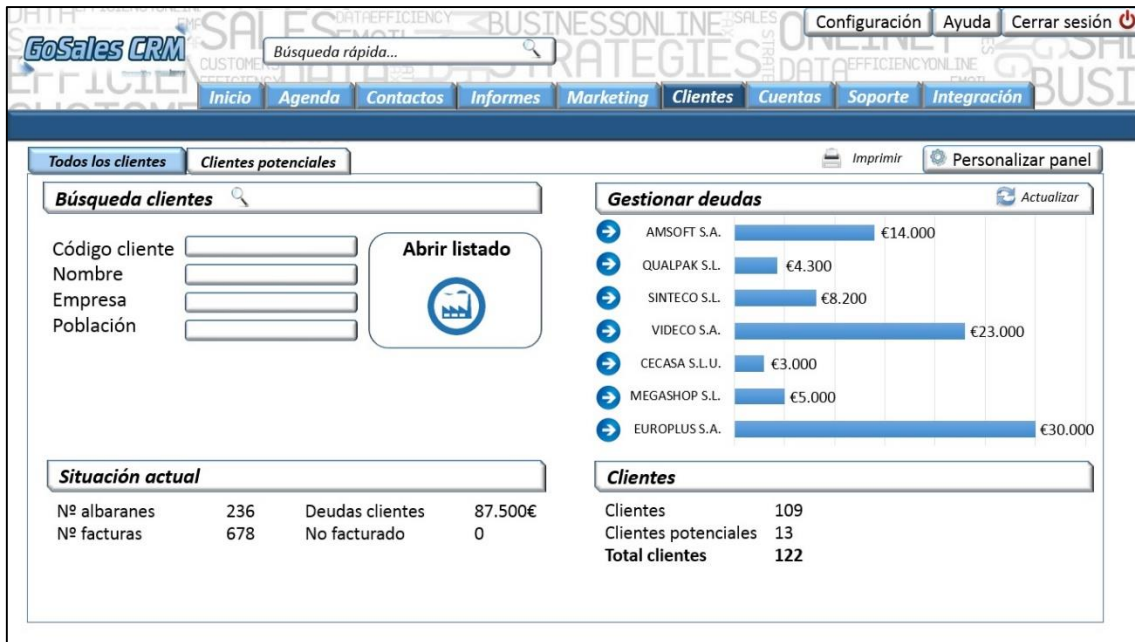 GoSales CRM
Búsqueda rápida...
Configuración Ayuda Cerrar sesión
Inicio Agenda Contactos Informes Marketing Clientes Cuentas Soporte Integración
Todos los clientes Clientes potenciales Imprimir Personalizar panel
Búsqueda clientes
Código cliente
Nombre
Empresa
Población
Abrir listado
Gestionar deudas Actualizar
AMSOFT S.A. €14.000
QUALPAK S.L. €4.300
SINTECO S.L. €8.200
VIDECO S.A. €23.000
CECASA S.L.U. €3.000
MEGASHOP S.L. €5.000
EUROPLUS S.A. €30.000
Situación actual
Nº albaranes 236 Deudas clientes 87.500€
Nº facturas 678 No facturado 0
Clientes
Clientes 109
Clientes potenciales 13
Total clientes 122